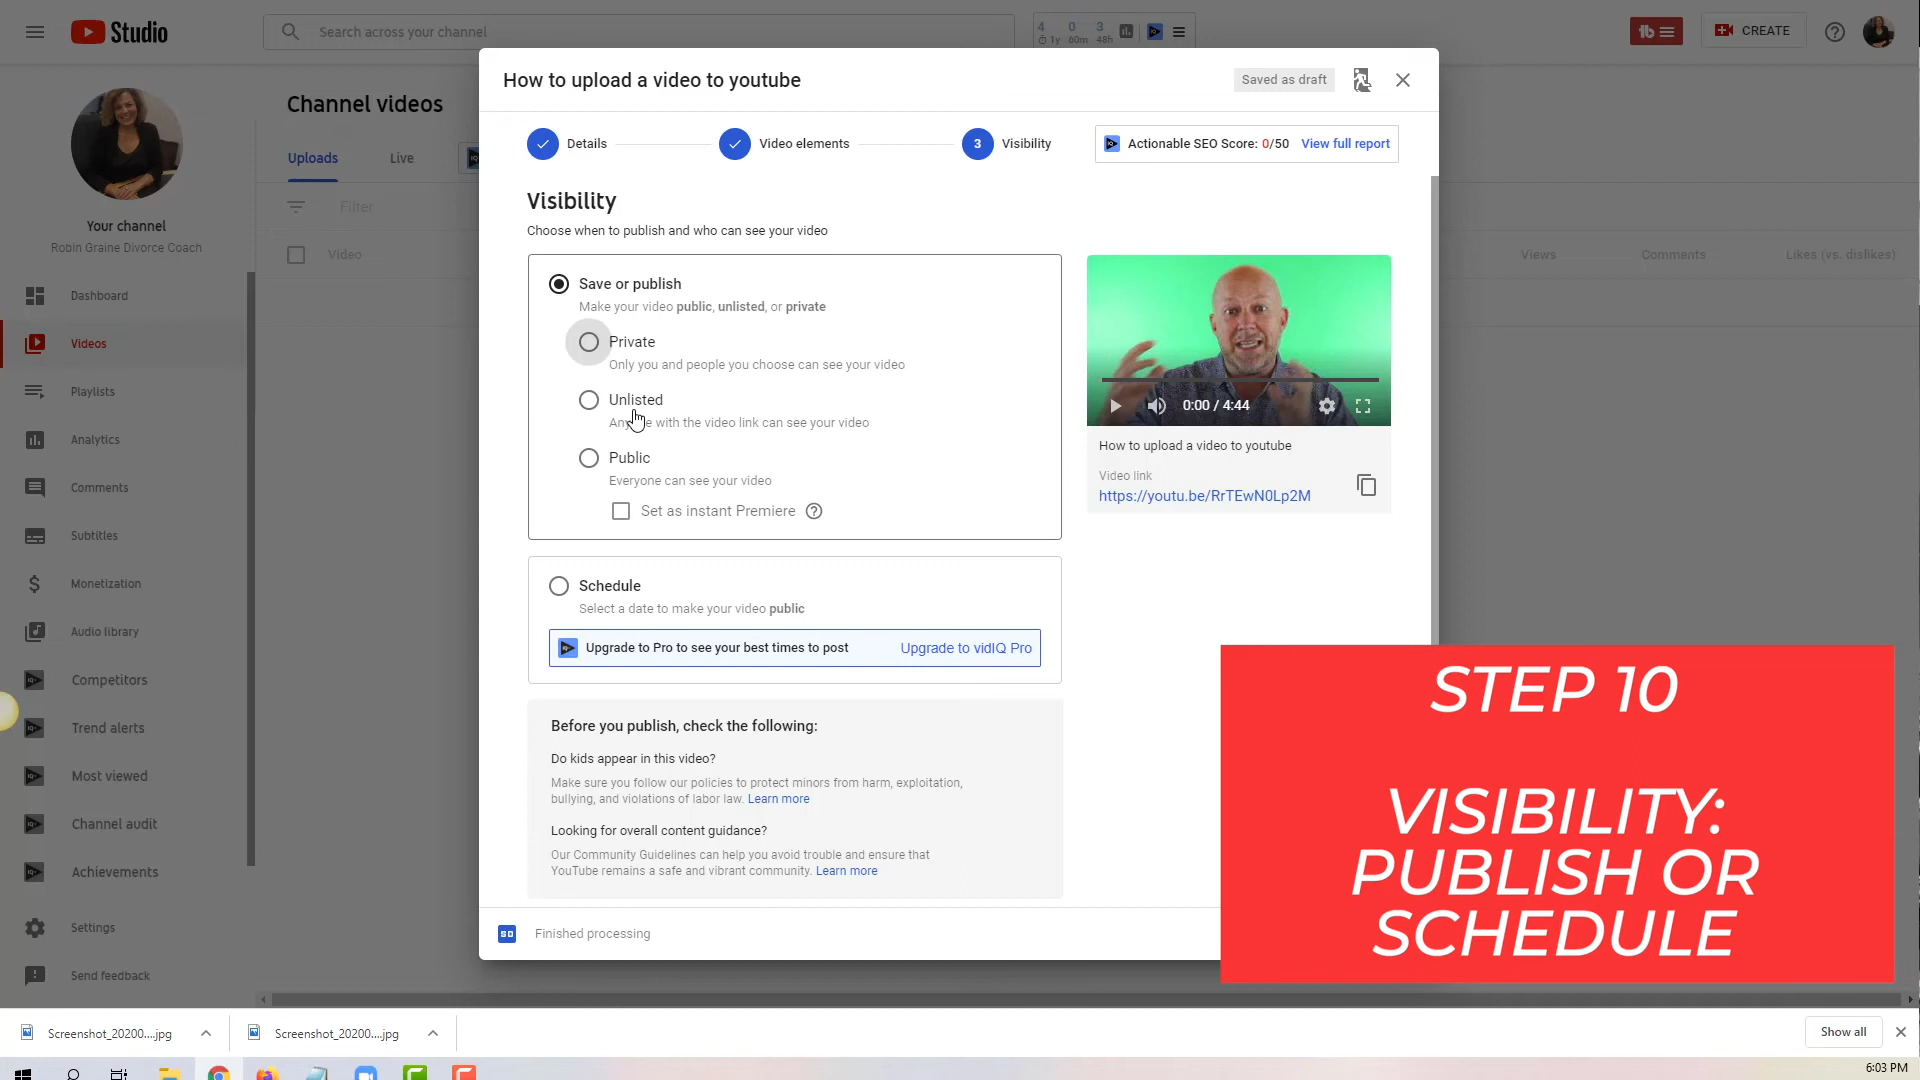 Studio
Search across your channel
4 0 3
1y 60m 48h
CREATE
How to upload a video to youtube
Saved as draft
Details
Video elements
3 Visibility
Actionable SEO Score: 0/50 View full report
Channel videos
Uploads
Live
Filter
Video
Views
Comments
Likes (vs. dislikes)
Your channel
Robin Graine Divorce Coach
Dashboard
Videos
Playlists
Analytics
Comments
Subtitles
Monetization
Audio library
Competitors
Trend alerts
Most viewed
Channel audit
Achievements
Settings
Send feedback
Visibility
Choose when to publish and who can see your video
Save or publish
Make your video public, unlisted, or private
Private
Only you and people you choose can see your video
Unlisted
with the video link can see your video
Public
Everyone can see your video
Set as instant Premiere
Schedule
Select a date to make your video public
Upgrade to Pro to see your best times to post Upgrade to vidIQ Pro
Before you publish, check the following:
Do kids appear in this video?
Make sure you follow our policies to protect minors from harm, exploitation,
bullying, and violations of labor law. Learn more
Looking for overall content guidance?
Our Community Guidelines can help you avoid trouble and ensure that
YouTube remains a safe and vibrant community. Learn more
0:00 / 4:44
How to upload a video to youtube
Video link
https://youtu.be/RrTEwN0Lp2M
SD Finished processing
STEP 10
VISIBILITY:
PUBLISH OR
SCHEDULE
Screenshot_20200....jpg
Screenshot_20200....jpg
Show all
6:03 PM